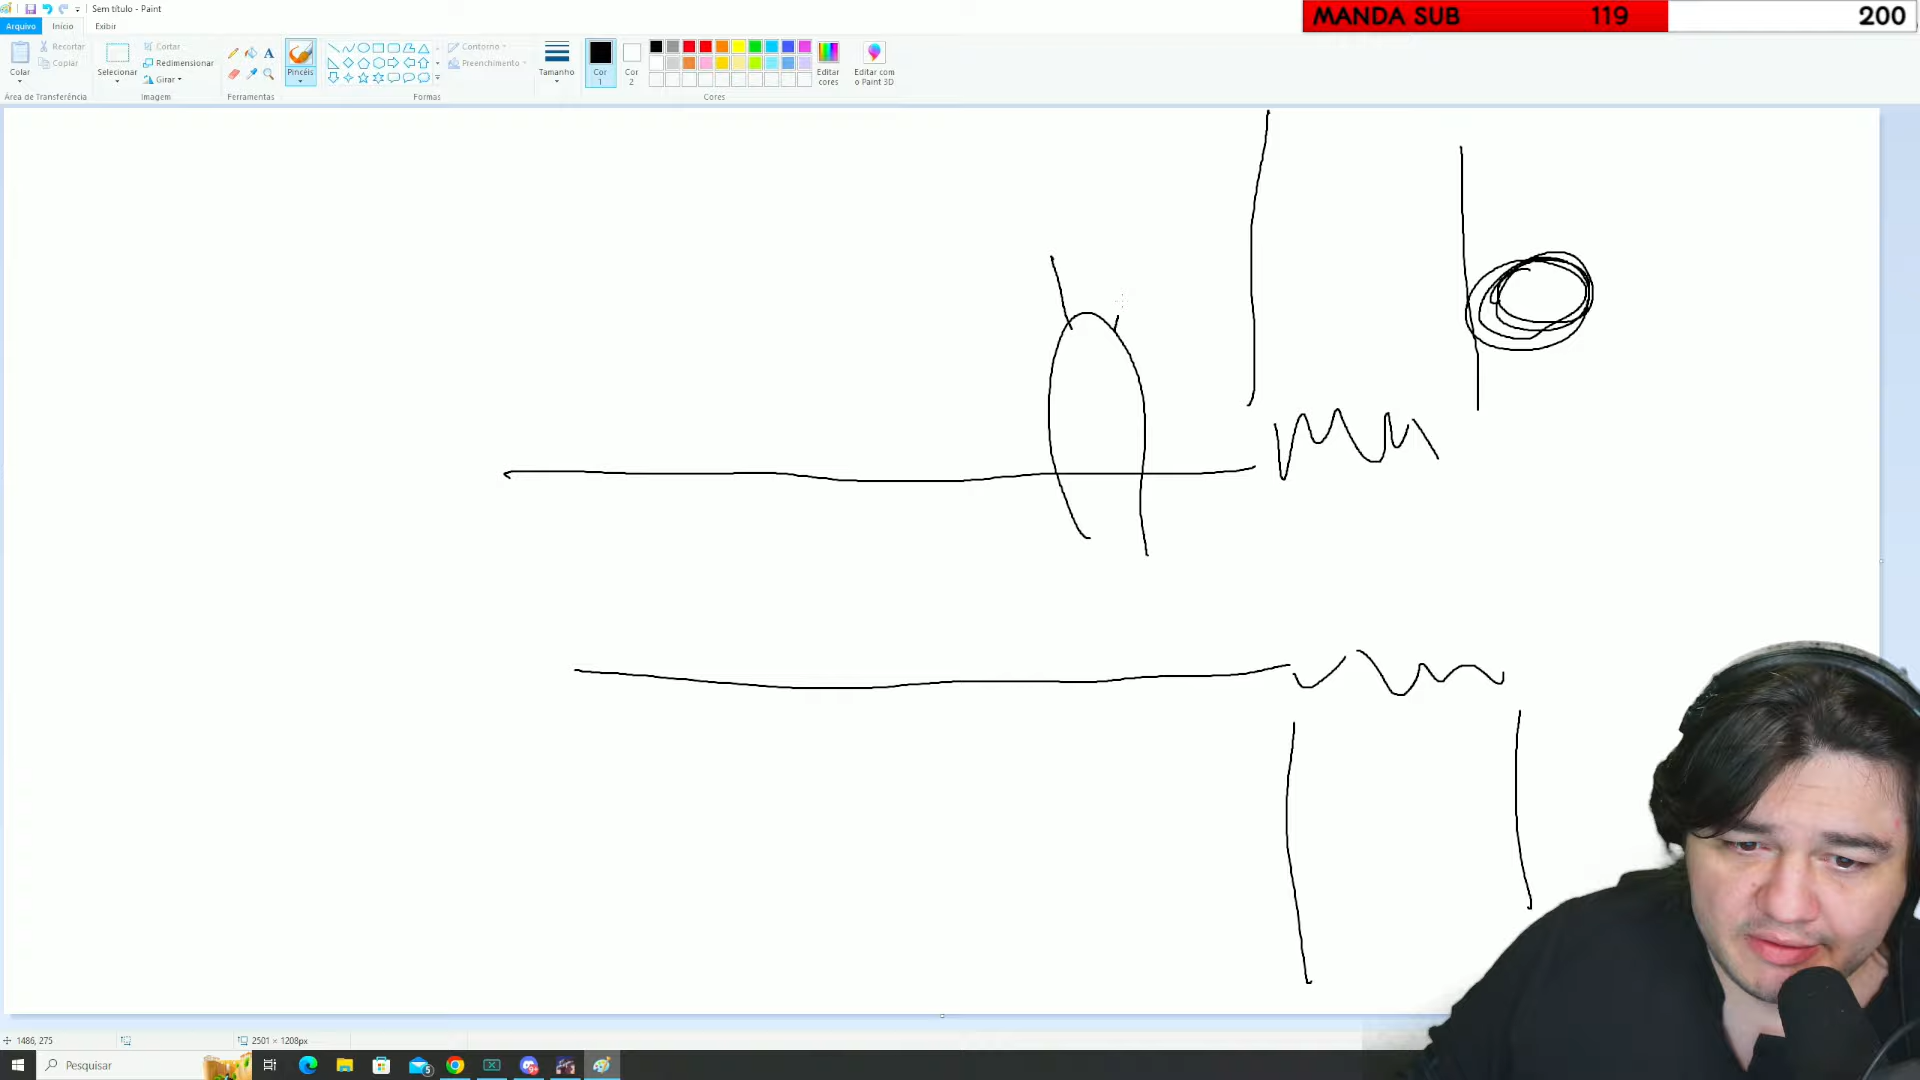 Sem título - Paint
MANDA SUB 119 200
Arquivo Início Exibir
Colar
Recortar
Copiar
Área de Transferência
Selecionar
Cortar
Redimensionar
Girar
Imagem
A
Ferramentas
Pincéis
Formas
Contorno
Preenchimento
Tamanho
Cor 1
Cor 2
Cores
Editar cores
Editar com o Paint 3D
1486, 275
2501 × 1208px
Pesquisar
5